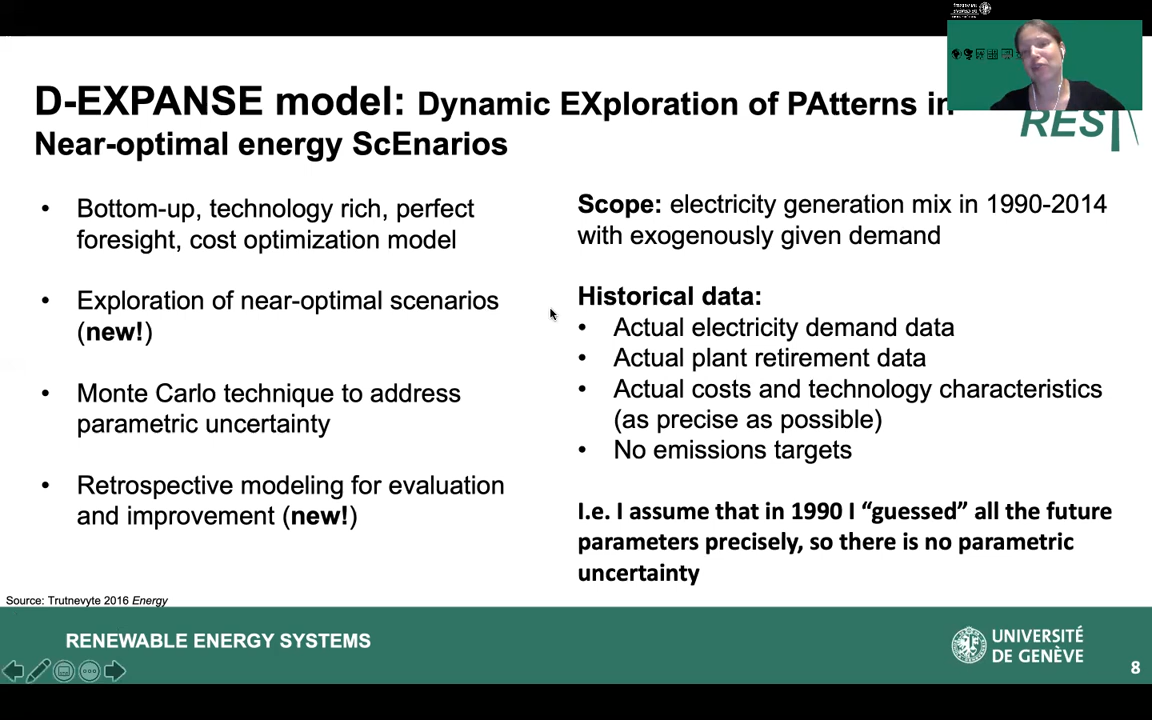 D-EXPANSE model: Dynamic EXploration of PAtterns in
Near-optimal energy ScEnarios
REST
• Bottom-up, technology rich, perfect
foresight, cost optimization model
• Exploration of near-optimal scenarios
(new!)
• Monte Carlo technique to address
parametric uncertainty
• Retrospective modeling for evaluation
and improvement (new!)
Scope: electricity generation mix in 1990-2014
with exogenously given demand
Historical data:
• Actual electricity demand data
• Actual plant retirement data
• Actual costs and technology characteristics
(as precise as possible)
• No emissions targets
I.e. I assume that in 1990 I “guessed” all the future
parameters precisely, so there is no parametric
uncertainty
Source: Trutnevyte 2016 Energy
RENEWABLE ENERGY SYSTEMS
UNIVERSITÉ
DE GENÈVE
8